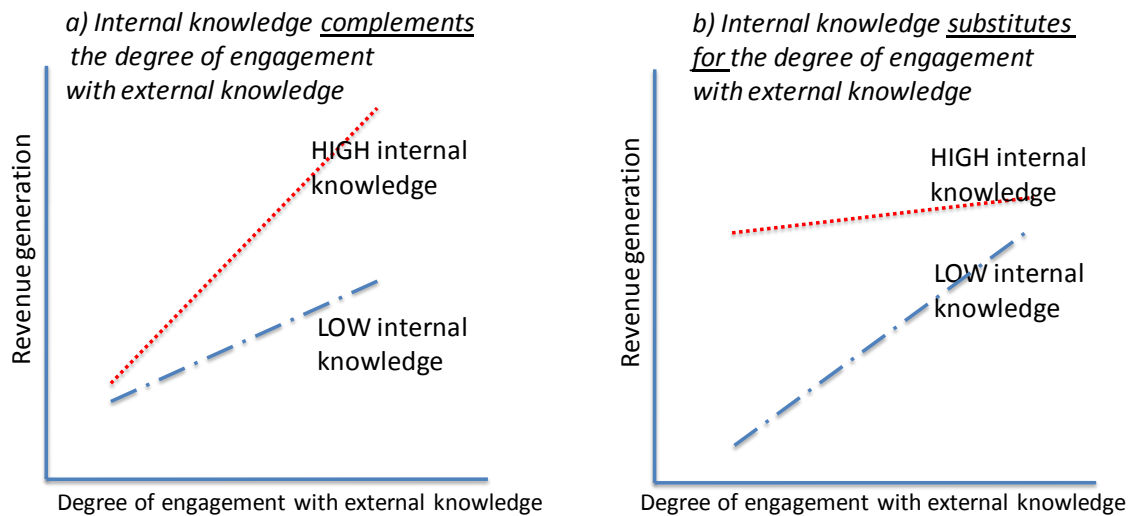 a) Internal knowledge complements
the degree of engagement
with external knowledge
Revenue generation
HIGH internal
knowledge
LOW internal
knowledge
Degree of engagement with external knowledge
b) Internal knowledge substitutes
for the degree of engagement
with external knowledge
Revenue generation
HIGH internal
knowledge
LOW internal
knowledge
Degree of engagement with external knowledge